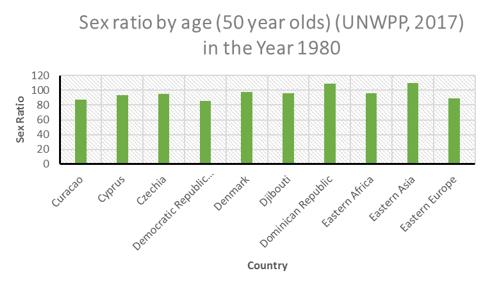 Sex ratio by age (50 year olds) (UNWPP, 2017)
in the Year 1980
120
100
80
60
40
20
0
Sex Ratio
Curacao
Cyprus
Czechia
Democratic Republic...
Denmark
Djibouti
Dominican Republic
Eastern Africa
Eastern Asia
Eastern Europe
Country